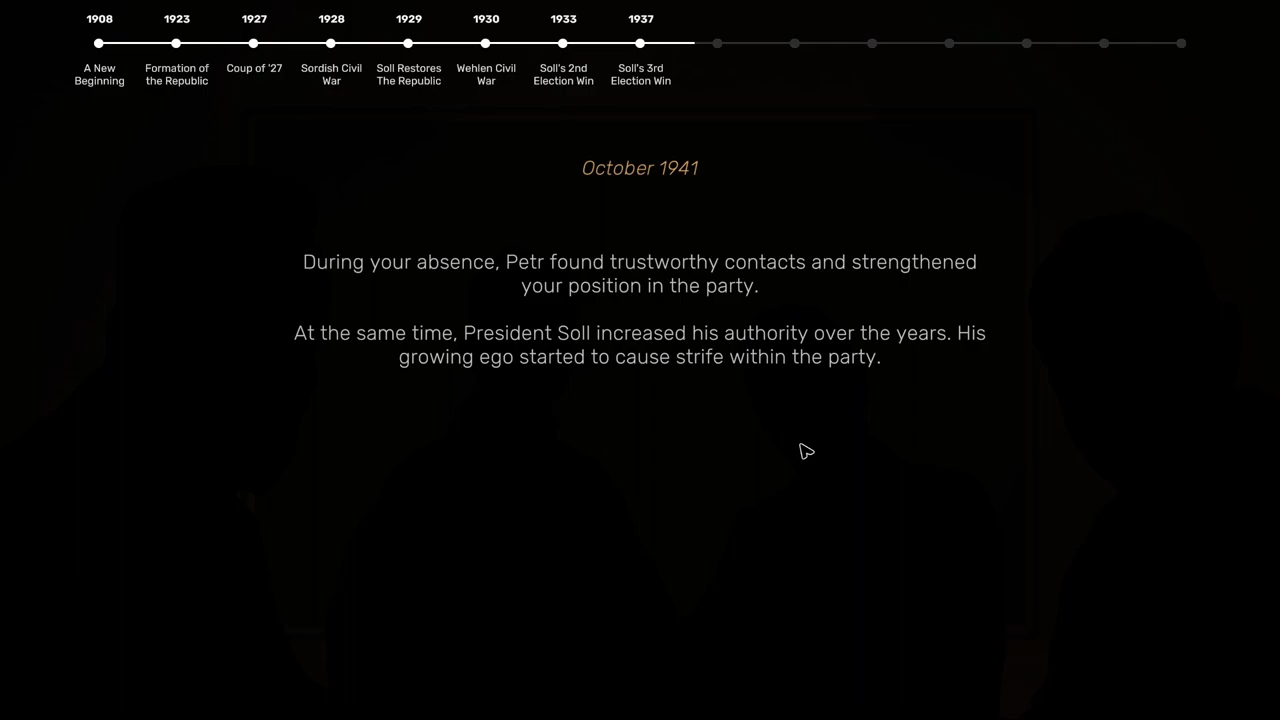 1908 1923 1927 1928 1929 1930 1933 1937
A New Beginning
Formation of the Republic
Coup of '27
Sordish Civil War
Soll Restores The Republic
Wehlen Civil War
Soll's 2nd Election Win
Soll's 3rd Election Win
October 1941
During your absence, Petr found trustworthy contacts and strengthened
your position in the party.
At the same time, President Soll increased his authority over the years. His
growing ego started to cause strife within the party.